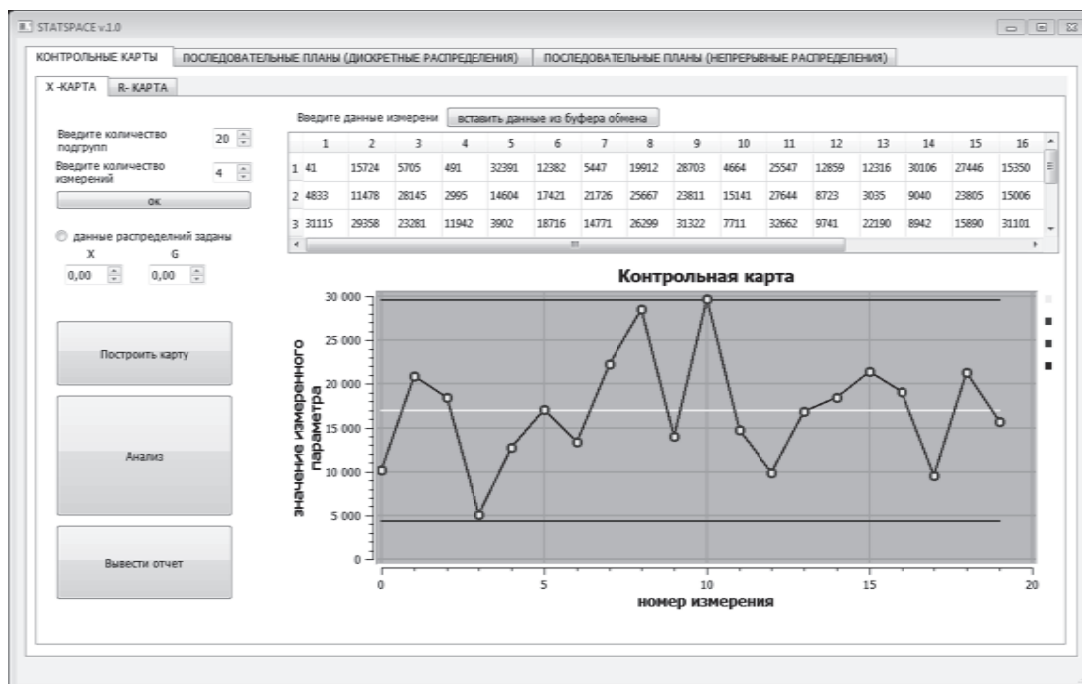 STATSPACE v.1.0
КОНТРОЛЬНЫЕ КАРТЫ ПОСЛЕДОВАТЕЛЬНЫЕ ПЛАНЫ (ДИСКРЕТНЫЕ РАСПРЕДЕЛЕНИЯ) ПОСЛЕДОВАТЕЛЬНЫЕ ПЛАНЫ (НЕПРЕРЫВНЫЕ РАСПРЕДЕЛЕНИЯ)
X -КАРТА R- КАРТА
Введите количество
подгрупп
20
Введите количество
измерений
4
ок
данные распределний заданы
X G
0,00 0,00
Построить карту
Анализ
Вывести отчет
Введите данные измерени вставить данные из буфера обмена
1 2 3 4 5 6 7 8 9 10 11 12 13 14 15 16
1 41 15724 5705 491 32391 12382 5447 19912 28703 4664 25547 12859 12316 30106 27446 15350
2 4833 11478 28145 2995 14604 17421 21726 25667 23811 15141 27644 8723 3035 9040 23805 15006
3 31115 29358 23281 11942 3902 18716 14771 26299 31322 7711 32662 9741 22190 8942 15890 31101
Контрольная карта
значение измеренного
параметра
30 000
25 000
20 000
15 000
10 000
5 000
0
0 5 10 15 20
номер измерения